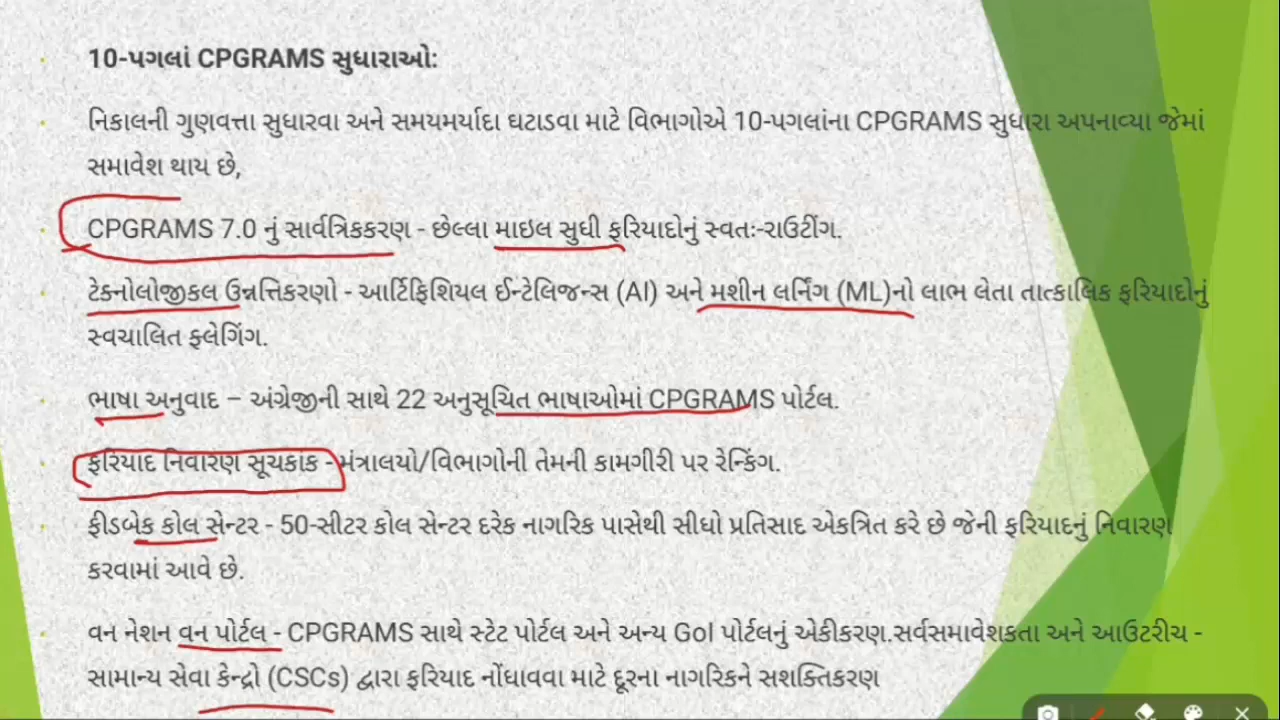 10-પગલાં CPGRAMS સુધારાઓ:
નિકાલની ગુણવત્તા સુધારવા અને સમયમર્યાદા ઘટાડવા માટે વિભાગોએ 10-પગલાંના CPGRAMS સુધારા અપનાવ્યા જેમાં
સમાવેશ થાય છે,
CPGRAMS 7.0 નું સાર્વત્રિકકરણ - છેલ્લા માઇલ સુધી ફરિયાદોનું સ્વતઃ-રાઉટીંગ.
ટેક્નોલોજીકલ ઉન્નત્તિકરણો - આર્ટિફિશિયલ ઈન્ટેલિજન્સ (AI) અને મશીન લર્નિંગ (ML)નો લાભ લેતા તાત્કાલિક ફરિયાદોનું
સ્વચાલિત ફ્લેગિંગ.
ભાષા અનુવાદ – અંગ્રેજીની સાથે 22 અનુસૂચિત ભાષાઓમાં CPGRAMS પોર્ટલ.
ફરિયાદ નિવારણ સૂચકાંક - મંત્રાલયો/વિભાગોની તેમની કામગીરી પર રેન્કિંગ.
ફીડબેક કોલ સેન્ટર - 50-સીટર કોલ સેન્ટર દરેક નાગરિક પાસેથી સીધો પ્રતિસાદ એકત્રિત કરે છે જેની ફરિયાદનું નિવારણ
કરવામાં આવે છે.
વન નેશન વન પોર્ટલ - CPGRAMS સાથે સ્ટેટ પોર્ટલ અને અન્ય GoI પોર્ટલનું એકીકરણ.સર્વસમાવેશકતા અને આઉટરીચ -
સામાન્ય સેવા કેન્દ્રો (CSCs) દ્વારા ફરિયાદ નોંધાવવા માટે દૂરના નાગરિકને સશક્તિકરણ